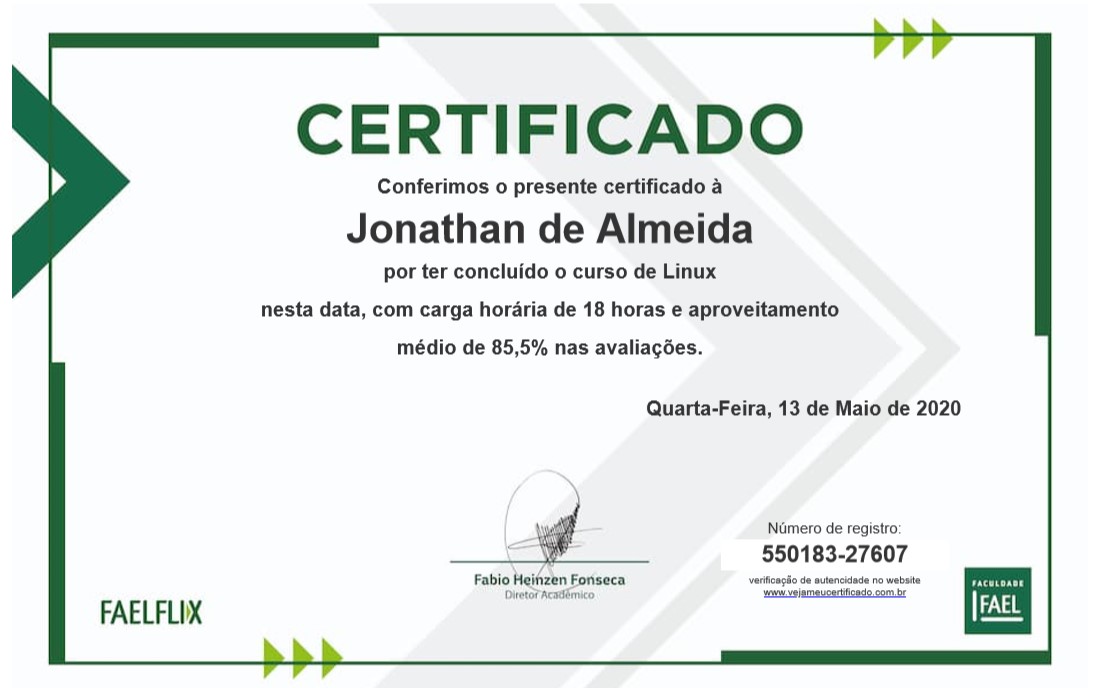 CERTIFICADO
Conferimos o presente certificado à
Jonathan de Almeida
por ter concluído o curso de Linux
nesta data, com carga horária de 18 horas e aproveitamento
médio de 85,5% nas avaliações.
Quarta-Feira, 13 de Maio de 2020
Fabio Heinzen Fonseca
Diretor Acadêmico
Número de registro:
550183-27607
verificação de autencidade no website
www.vejameucertificado.com.br
FAELFLIX
FACULDADE
FAEL